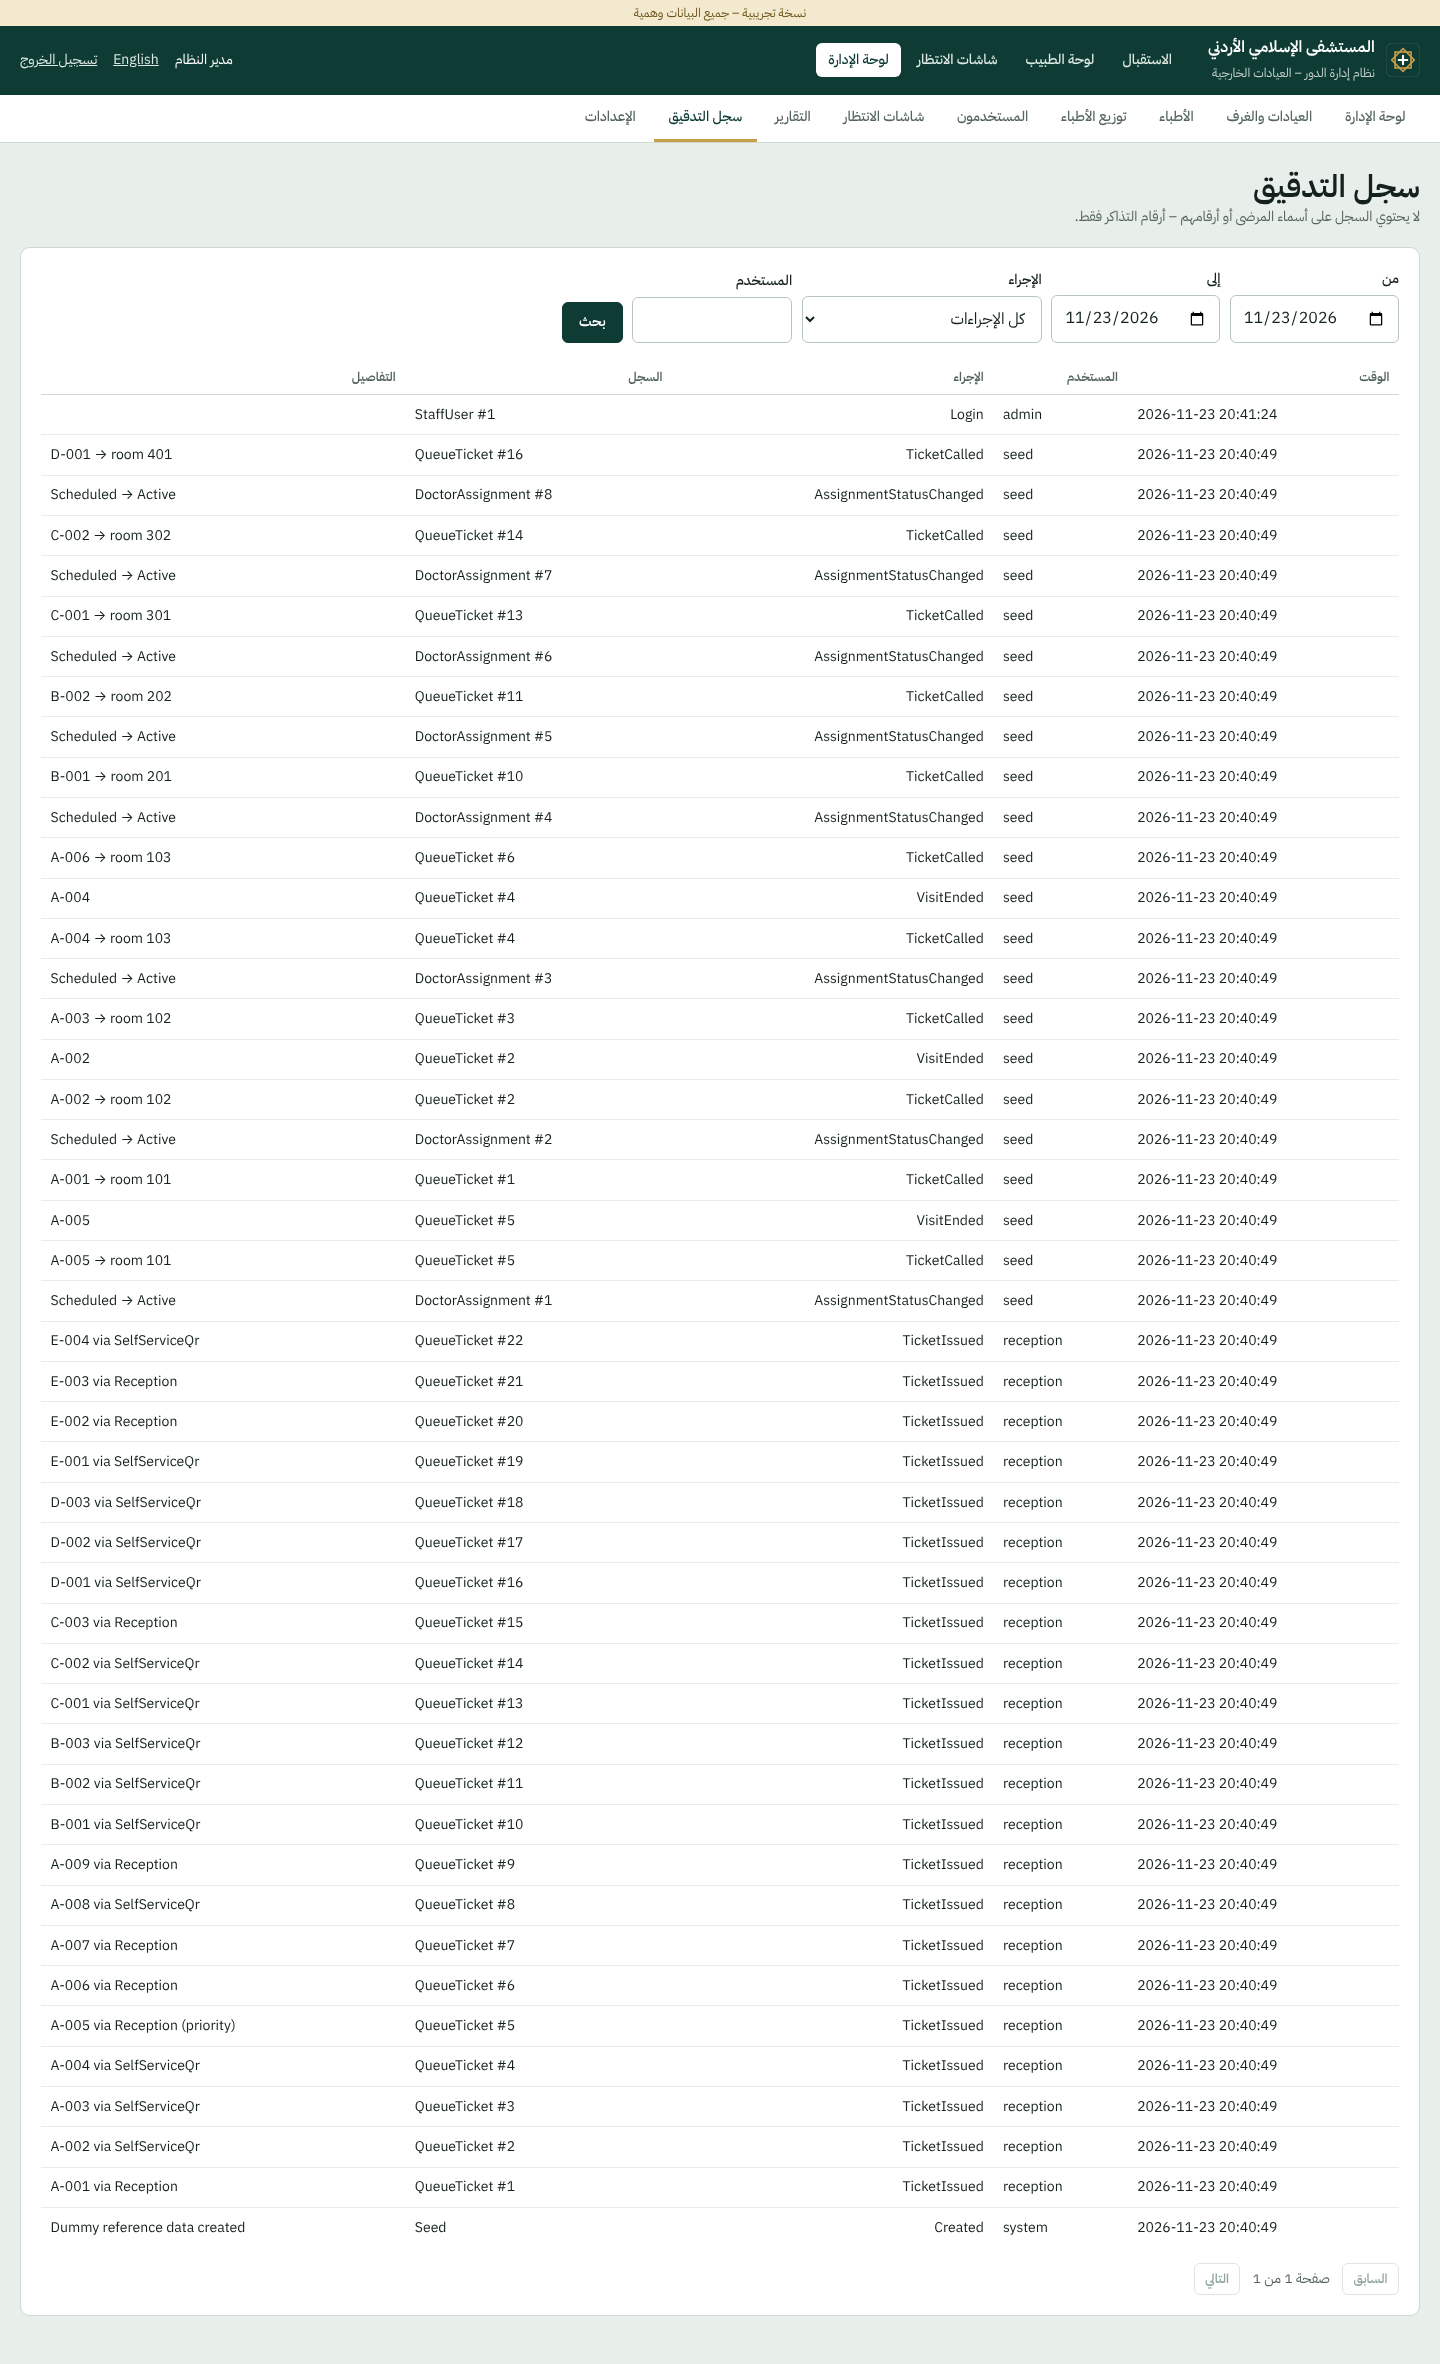 نسخة تجريبية – جميع البيانات وهمية
المستشفى الإسلامي الأردني
نظام إدارة الدور – العيادات الخارجية
الاستقبال لوحة الطبيب شاشات الانتظار لوحة الإدارة مدير النظام English تسجيل الخروج
لوحة الإدارة العيادات والغرف الأطباء توزيع الأطباء المستخدمون شاشات الانتظار التقارير سجل التدقيق الإعدادات
سجل التدقيق
لا يحتوي السجل على أسماء المرضى أو أرقامهم – أرقام التذاكر فقط.
من إلى الإجراء المستخدم
11/23/2026 11/23/2026 كل الإجراءات بحث
الوقت المستخدم الإجراء السجل التفاصيل
2026-11-23 20:41:24 admin Login StaffUser #1
2026-11-23 20:40:49 seed TicketCalled QueueTicket #16 D-001 → room 401
2026-11-23 20:40:49 seed AssignmentStatusChanged DoctorAssignment #8 Scheduled → Active
2026-11-23 20:40:49 seed TicketCalled QueueTicket #14 C-002 → room 302
2026-11-23 20:40:49 seed AssignmentStatusChanged DoctorAssignment #7 Scheduled → Active
2026-11-23 20:40:49 seed TicketCalled QueueTicket #13 C-001 → room 301
2026-11-23 20:40:49 seed AssignmentStatusChanged DoctorAssignment #6 Scheduled → Active
2026-11-23 20:40:49 seed TicketCalled QueueTicket #11 B-002 → room 202
2026-11-23 20:40:49 seed AssignmentStatusChanged DoctorAssignment #5 Scheduled → Active
2026-11-23 20:40:49 seed TicketCalled QueueTicket #10 B-001 → room 201
2026-11-23 20:40:49 seed AssignmentStatusChanged DoctorAssignment #4 Scheduled → Active
2026-11-23 20:40:49 seed TicketCalled QueueTicket #6 A-006 → room 103
2026-11-23 20:40:49 seed VisitEnded QueueTicket #4 A-004
2026-11-23 20:40:49 seed TicketCalled QueueTicket #4 A-004 → room 103
2026-11-23 20:40:49 seed AssignmentStatusChanged DoctorAssignment #3 Scheduled → Active
2026-11-23 20:40:49 seed TicketCalled QueueTicket #3 A-003 → room 102
2026-11-23 20:40:49 seed VisitEnded QueueTicket #2 A-002
2026-11-23 20:40:49 seed TicketCalled QueueTicket #2 A-002 → room 102
2026-11-23 20:40:49 seed AssignmentStatusChanged DoctorAssignment #2 Scheduled → Active
2026-11-23 20:40:49 seed TicketCalled QueueTicket #1 A-001 → room 101
2026-11-23 20:40:49 seed VisitEnded QueueTicket #5 A-005
2026-11-23 20:40:49 seed TicketCalled QueueTicket #5 A-005 → room 101
2026-11-23 20:40:49 seed AssignmentStatusChanged DoctorAssignment #1 Scheduled → Active
2026-11-23 20:40:49 reception TicketIssued QueueTicket #22 E-004 via SelfServiceQr
2026-11-23 20:40:49 reception TicketIssued QueueTicket #21 E-003 via Reception
2026-11-23 20:40:49 reception TicketIssued QueueTicket #20 E-002 via Reception
2026-11-23 20:40:49 reception TicketIssued QueueTicket #19 E-001 via SelfServiceQr
2026-11-23 20:40:49 reception TicketIssued QueueTicket #18 D-003 via SelfServiceQr
2026-11-23 20:40:49 reception TicketIssued QueueTicket #17 D-002 via SelfServiceQr
2026-11-23 20:40:49 reception TicketIssued QueueTicket #16 D-001 via SelfServiceQr
2026-11-23 20:40:49 reception TicketIssued QueueTicket #15 C-003 via Reception
2026-11-23 20:40:49 reception TicketIssued QueueTicket #14 C-002 via SelfServiceQr
2026-11-23 20:40:49 reception TicketIssued QueueTicket #13 C-001 via SelfServiceQr
2026-11-23 20:40:49 reception TicketIssued QueueTicket #12 B-003 via SelfServiceQr
2026-11-23 20:40:49 reception TicketIssued QueueTicket #11 B-002 via SelfServiceQr
2026-11-23 20:40:49 reception TicketIssued QueueTicket #10 B-001 via SelfServiceQr
2026-11-23 20:40:49 reception TicketIssued QueueTicket #9 A-009 via Reception
2026-11-23 20:40:49 reception TicketIssued QueueTicket #8 A-008 via SelfServiceQr
2026-11-23 20:40:49 reception TicketIssued QueueTicket #7 A-007 via Reception
2026-11-23 20:40:49 reception TicketIssued QueueTicket #6 A-006 via Reception
2026-11-23 20:40:49 reception TicketIssued QueueTicket #5 A-005 via Reception (priority)
2026-11-23 20:40:49 reception TicketIssued QueueTicket #4 A-004 via SelfServiceQr
2026-11-23 20:40:49 reception TicketIssued QueueTicket #3 A-003 via SelfServiceQr
2026-11-23 20:40:49 reception TicketIssued QueueTicket #2 A-002 via SelfServiceQr
2026-11-23 20:40:49 reception TicketIssued QueueTicket #1 A-001 via Reception
2026-11-23 20:40:49 system Created Seed Dummy reference data created
السابق صفحة 1 من 1 التالي